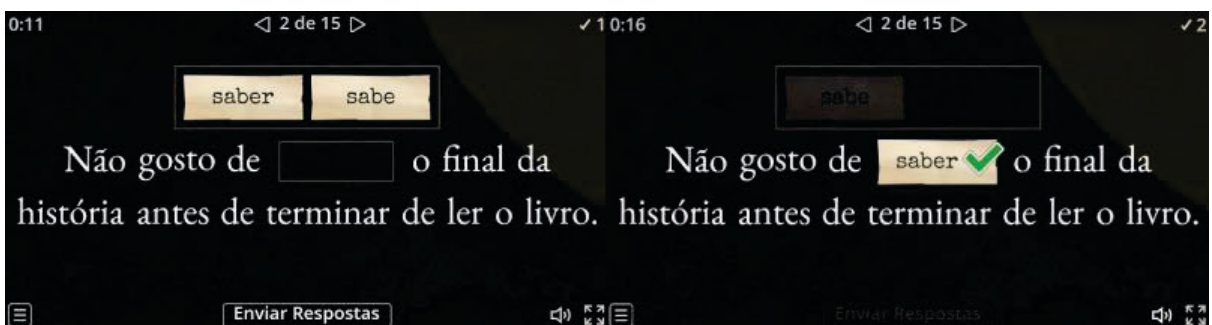 0:11 ◁ 2 de 15 ▷ ✓ 1
saber sabe
Não gosto de o final da
história antes de terminar de ler o livro.
Enviar Respostas
0:16 ◁ 2 de 15 ▷ ✓ 2
sabe
Não gosto de saber o final da
história antes de terminar de ler o livro.
Enviar Respostas